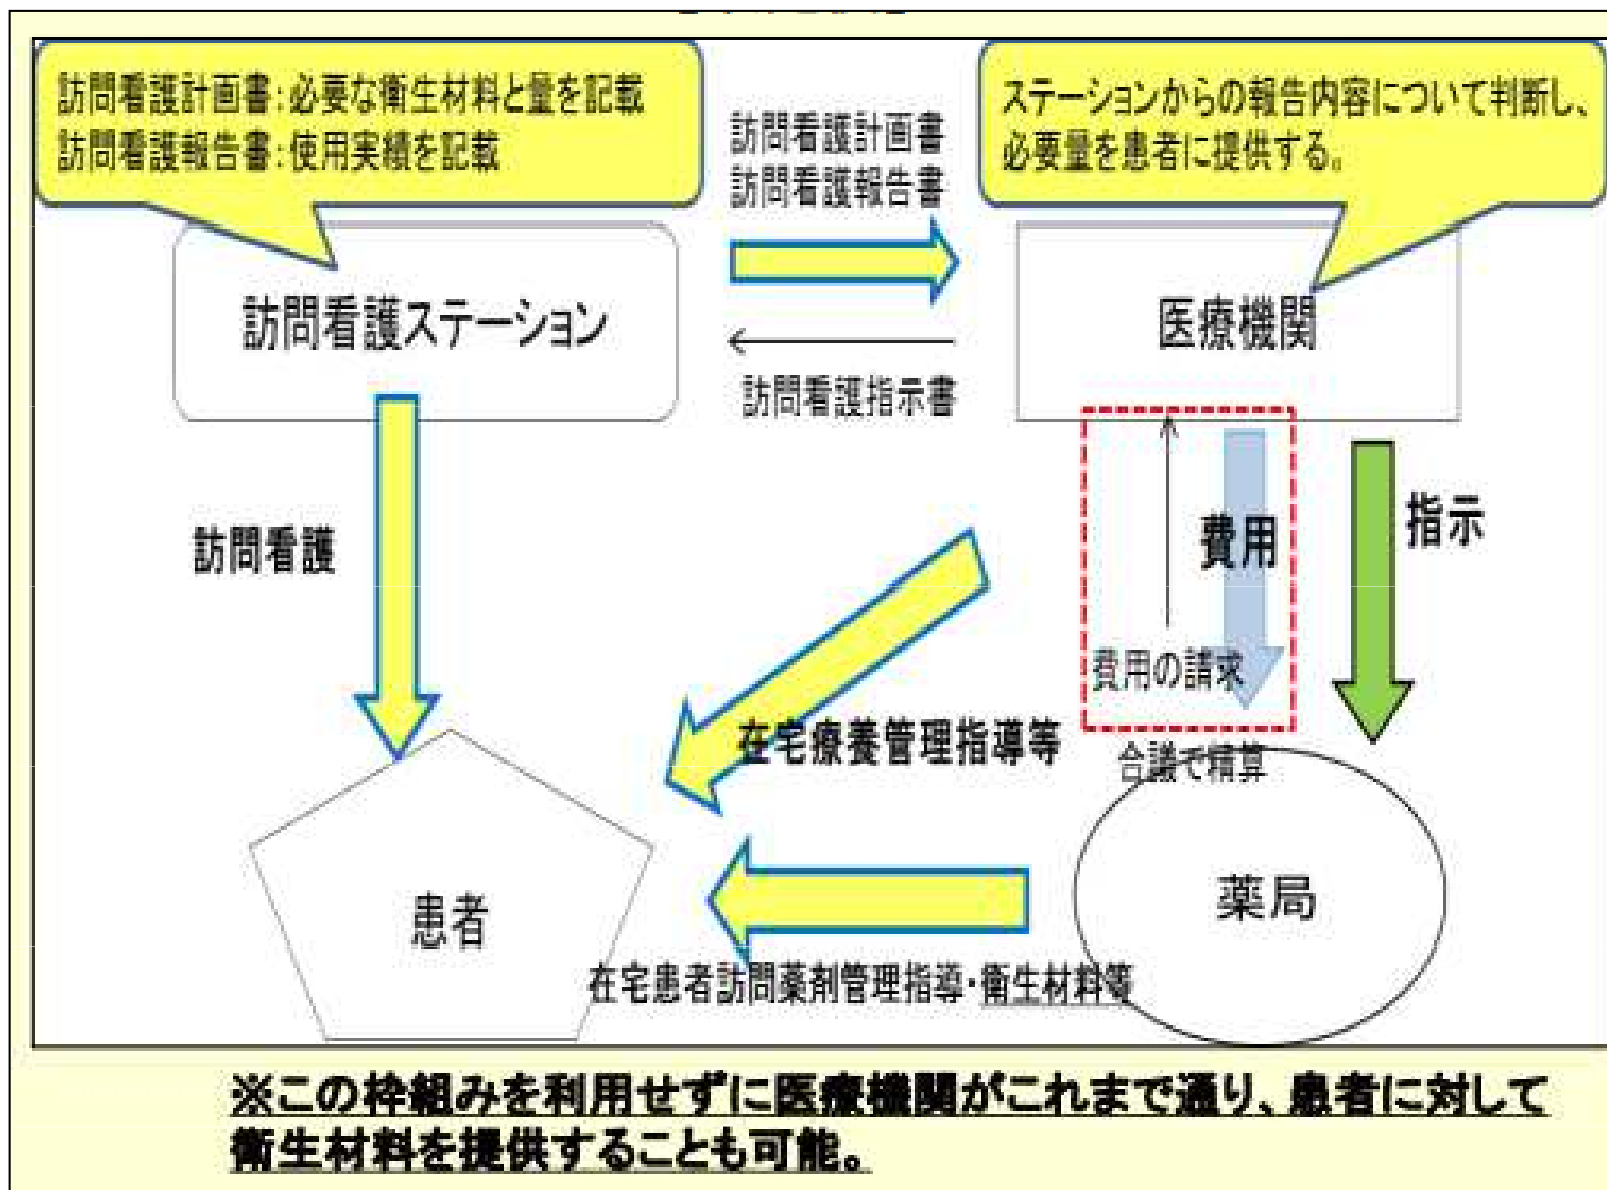 訪問看護計画書:必要な衛生材料と量を記載
訪問看護報告書:使用実績を記載
訪問看護計画書
訪問看護報告書
ステーションからの報告内容について判断し、
必要量を患者に提供する。
訪問看護ステーション
医療機関
訪問看護指示書
訪問看護
費用
指示
費用の請求
在宅療養管理指導等
合議で精算
患者
薬局
在宅患者訪問薬剤管理指導・衛生材料等
※この枠組みを利用せずに医療機関がこれまで通り、患者に対して
衛生材料を提供することも可能。